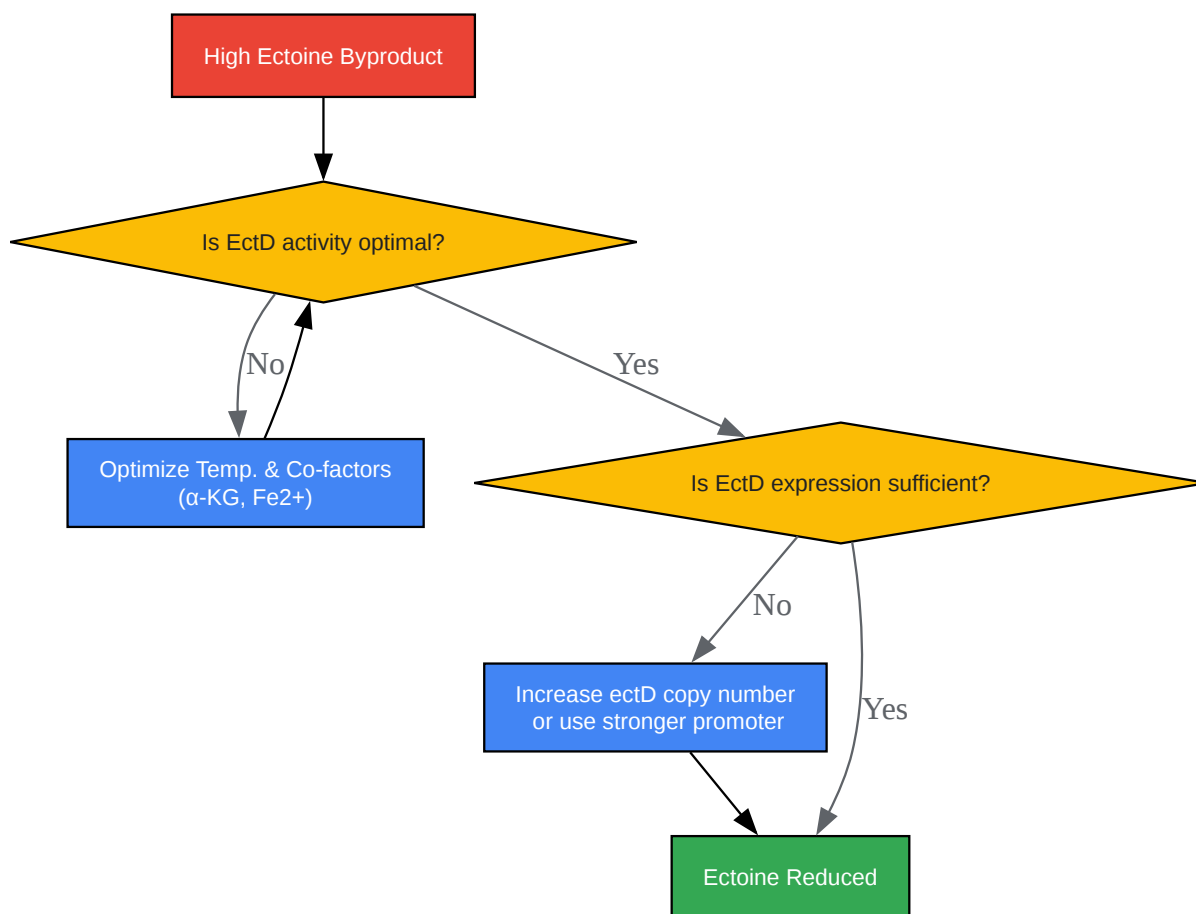 High Ectoine Byproduct
Is EctD activity optimal?
No
Yes
Optimize Temp. & Co-factors
(α-KG, Fe2+)
Is EctD expression sufficient?
No
Increase ectD copy number
or use stronger promoter
Yes
Ectoine Reduced